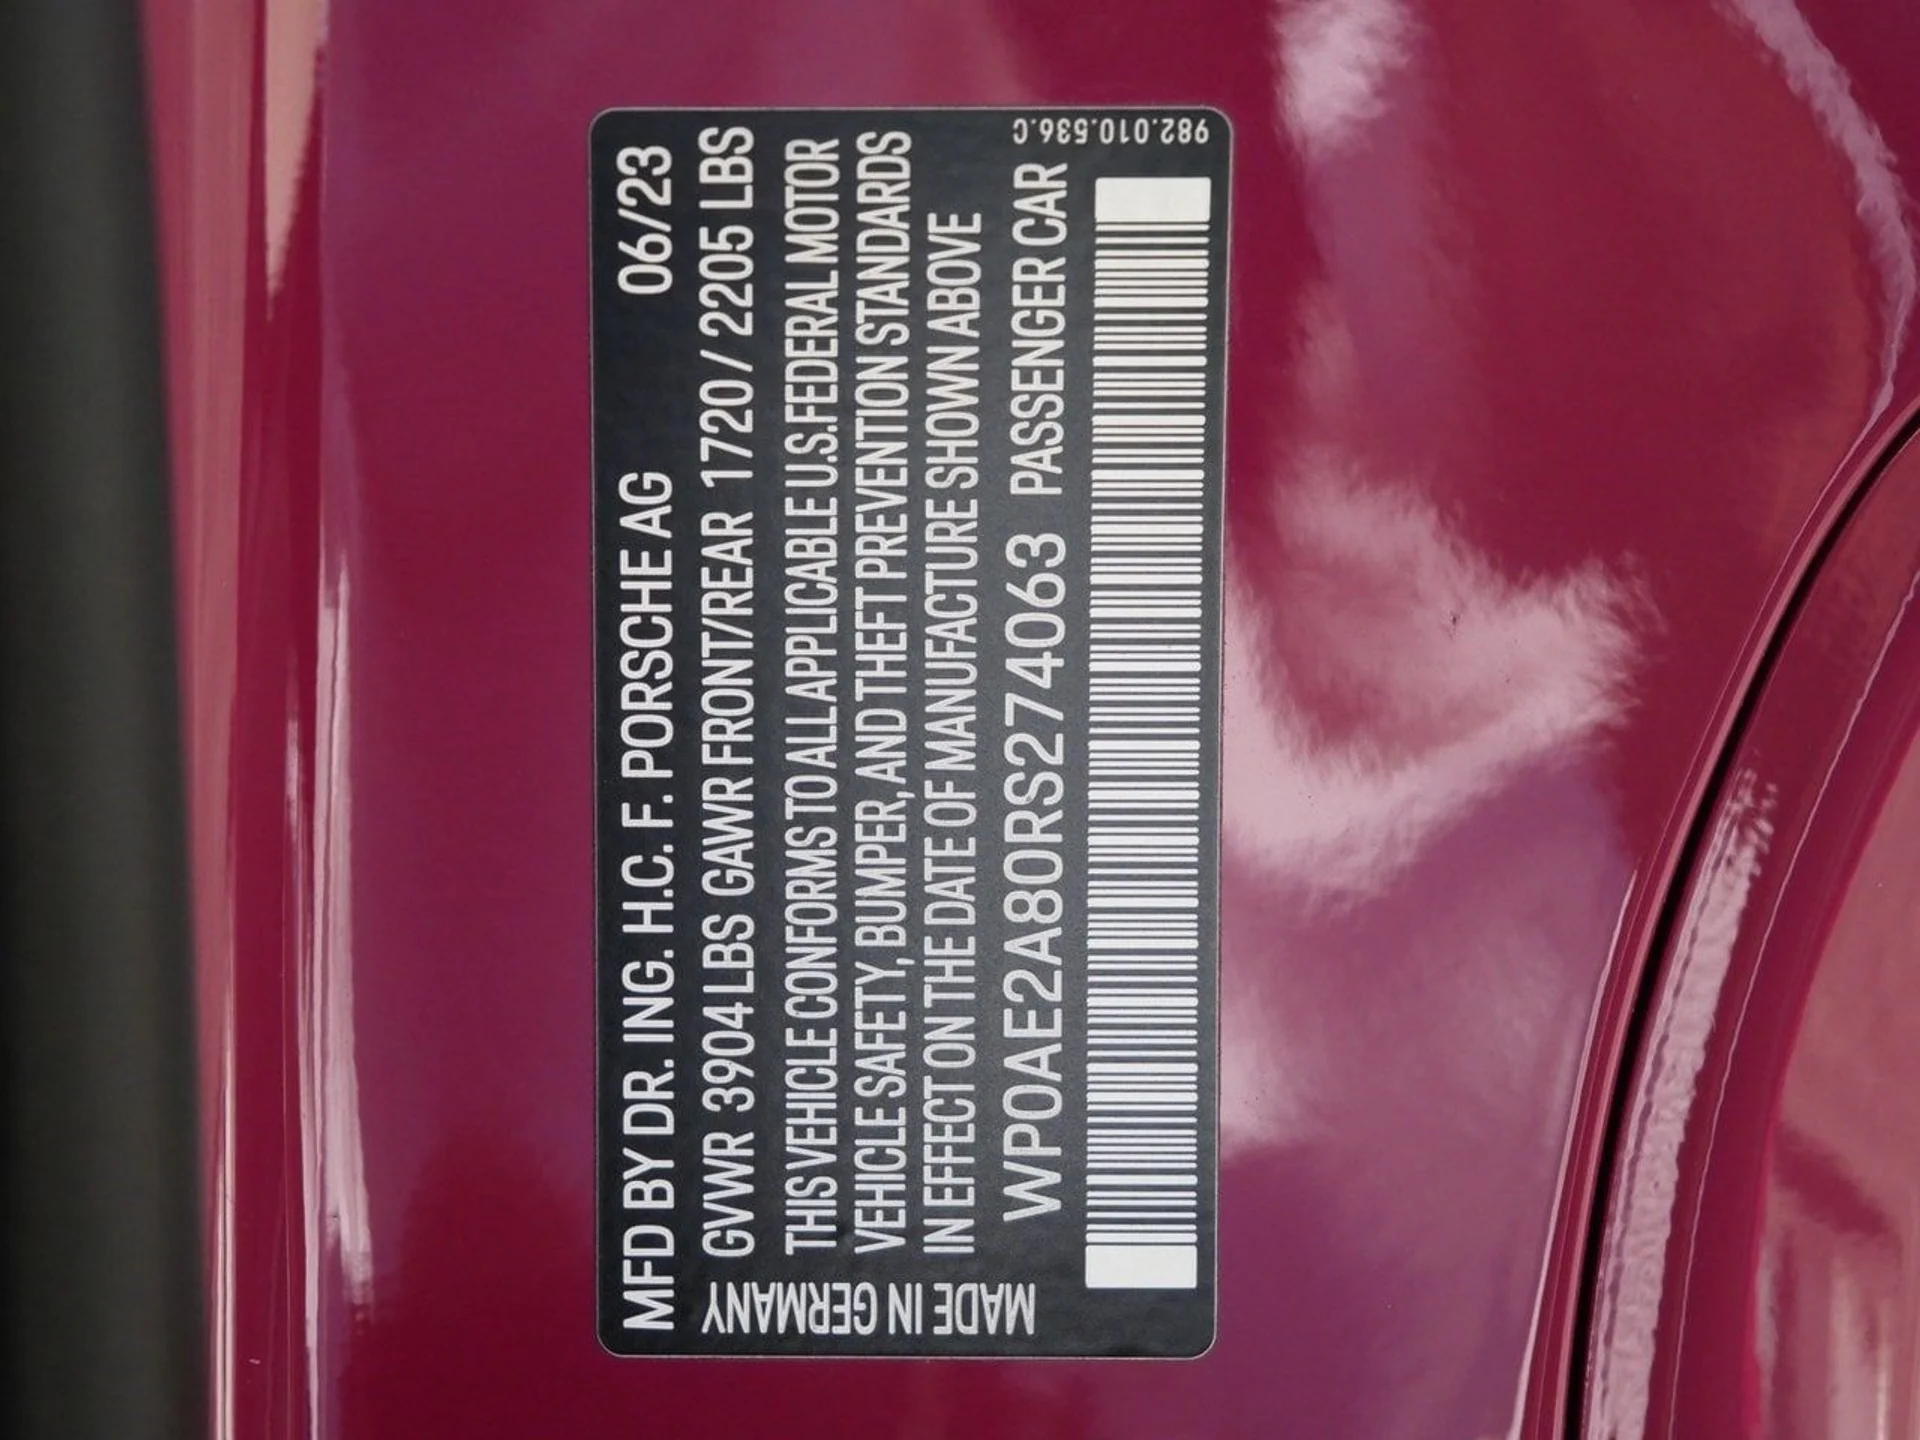 MFD BY DR. ING. H.C. F. PORSCHE AG 06/23
GVWR 3904 LBS GAWR FRONT/REAR 1720 / 2205 LBS
THIS VEHICLE CONFORMS TO ALL APPLICABLE U.S.FEDERAL MOTOR
VEHICLE SAFETY, BUMPER, AND THEFT PREVENTION STANDARDS
IN EFFECT ON THE DATE OF MANUFACTURE SHOWN ABOVE
WP0AE2A80RS274063 PASSENGER CAR
MADE IN GERMANY
982.010.536.C